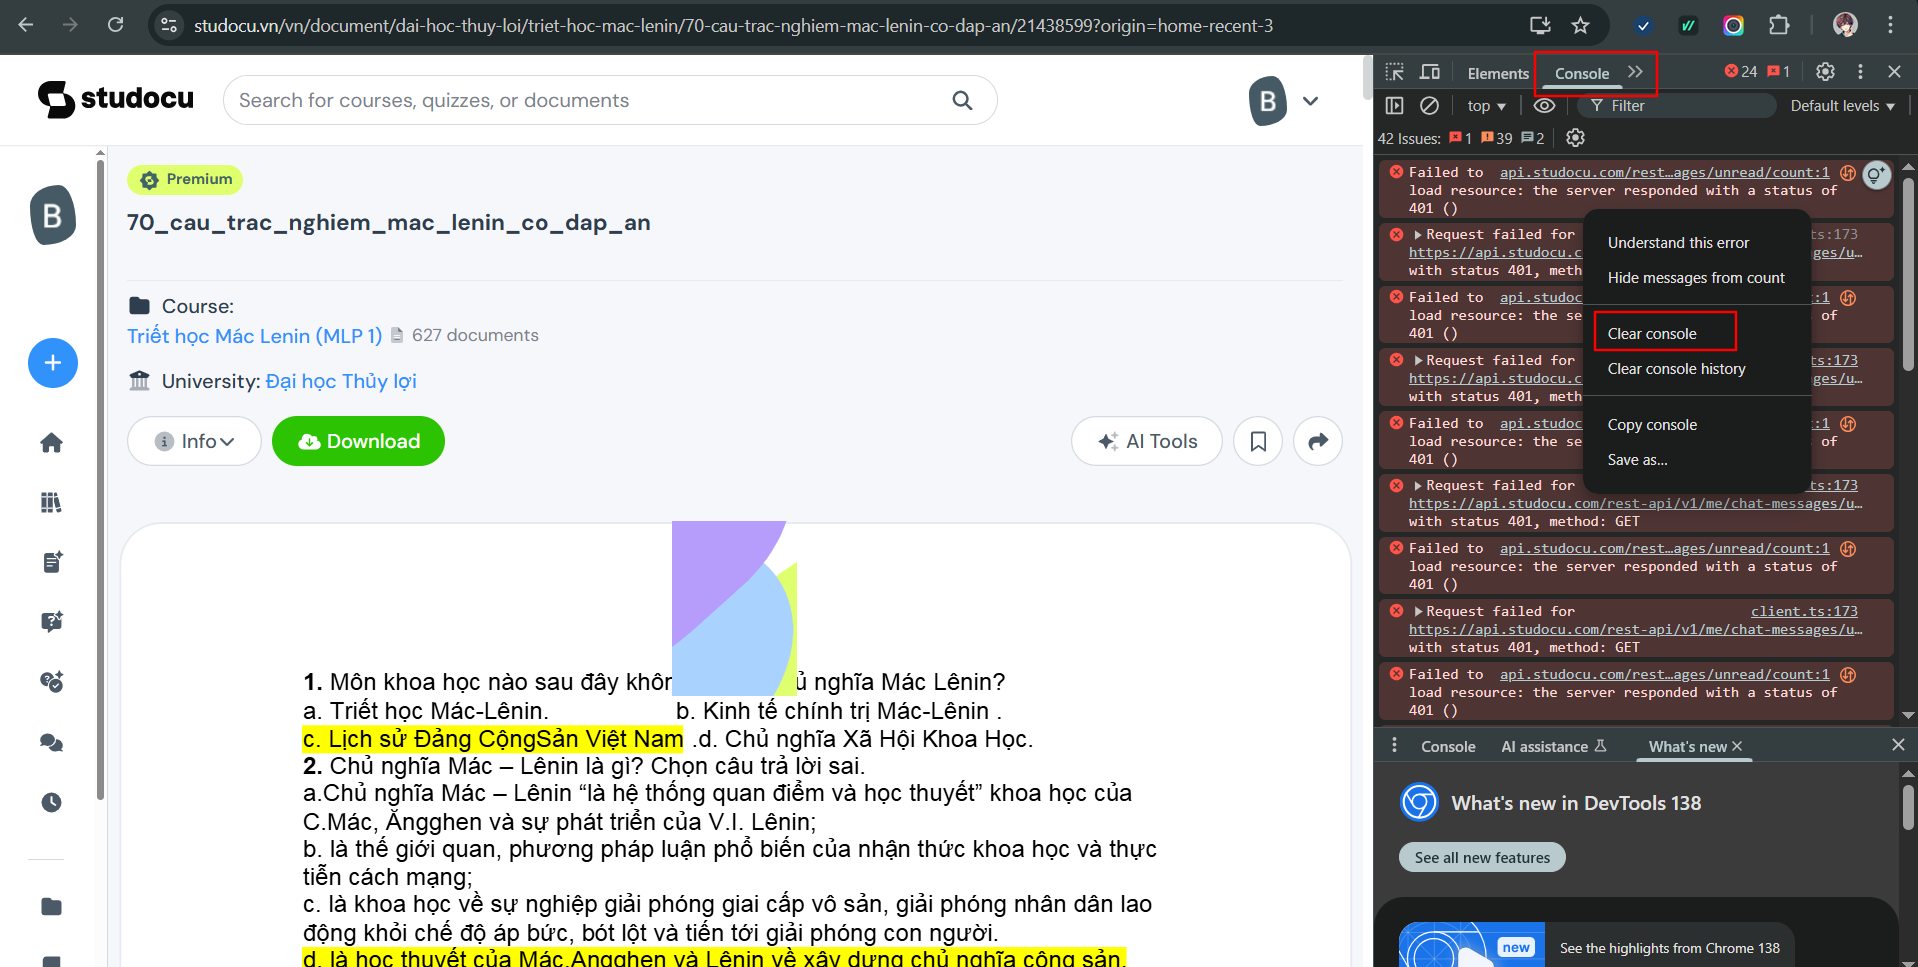 studocu.vn/vn/document/dai-hoc-thuy-loi/triet-hoc-mac-lenin/70-cau-trac-nghiem-mac-lenin-co-dap-an/21438599?origin=home-recent-3
studocu
Search for courses, quizzes, or documents
B
B
Premium
70_cau_trac_nghiem_mac_lenin_co_dap_an
Course:
Triết học Mác Lenin (MLP 1) 627 documents
University: Đại học Thủy lợi
Info
Download
AI Tools
1. Môn khoa học nào sau đây khôn ủ nghĩa Mác Lênin?
a. Triết học Mác-Lênin. b. Kinh tế chính trị Mác-Lênin .
c. Lịch sử Đảng CộngSản Việt Nam .d. Chủ nghĩa Xã Hội Khoa Học.
2. Chủ nghĩa Mác – Lênin là gì? Chọn câu trả lời sai.
a.Chủ nghĩa Mác – Lênin “là hệ thống quan điểm và học thuyết” khoa học của
C.Mác, Ăngghen và sự phát triển của V.I. Lênin;
b. là thế giới quan, phương pháp luận phổ biến của nhận thức khoa học và thực
tiễn cách mạng;
c. là khoa học về sự nghiệp giải phóng giai cấp vô sản, giải phóng nhân dân lao
động khỏi chế độ áp bức, bót lột và tiến tới giải phóng con người.
d. là học thuyết của Mác,Angghen và Lênin về xây dựng chủ nghĩa cộng sản.
Elements Console 24 1
top Filter Default levels
42 Issues: 1 39 2
Failed to api.studocu.com/rest…ages/unread/count:1
load resource: the server responded with a status of
401 ()
Request failed for ts:173
https://api.studocu.c ges/u…
with status 401, meth
Failed to api.studoc :1
load resource: the se of
401 ()
Request failed for ts:173
https://api.studocu.c ges/u…
with status 401, meth
Failed to api.studoc :1
load resource: the se of
401 ()
Request failed for ts:173
https://api.studocu.com/rest-api/v1/me/chat-messages/u…
with status 401, method: GET
Failed to api.studocu.com/rest…ages/unread/count:1
load resource: the server responded with a status of
401 ()
Request failed for client.ts:173
https://api.studocu.com/rest-api/v1/me/chat-messages/u…
with status 401, method: GET
Failed to api.studocu.com/rest…ages/unread/count:1
load resource: the server responded with a status of
401 ()
Understand this error
Hide messages from count
Clear console
Clear console history
Copy console
Save as...
Console AI assistance What's new
What's new in DevTools 138
See all new features
new
See the highlights from Chrome 138